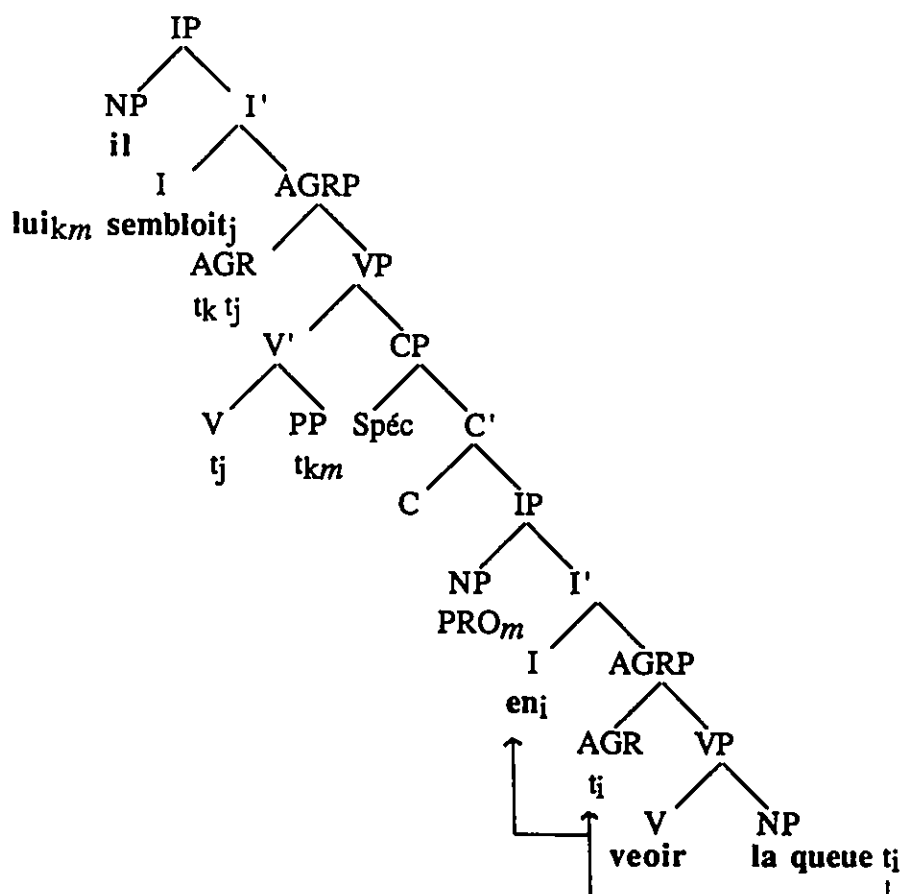 IP
NP I'
il
I AGRP
lui_km sembloit_j
AGR VP
t_k t_j
V' CP
V PP Spéc C'
t_j t_km
C IP
NP I'
PRO_m
I AGRP
en_i
AGR VP
t_i
V NP
veoir la queue t_i